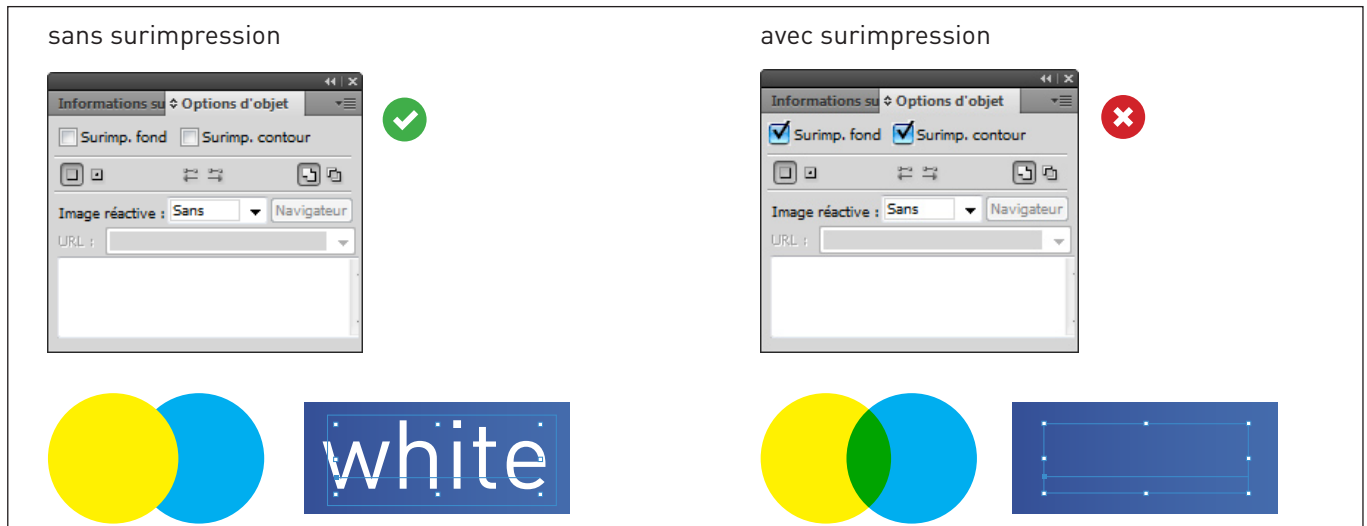 sans surimpression
Informations su Options d'objet
Surimp. fond Surimp. contour
Image réactive : Sans Navigateur
URL :
white
avec surimpression
Informations su Options d'objet
Surimp. fond Surimp. contour
Image réactive : Sans Navigateur
URL :